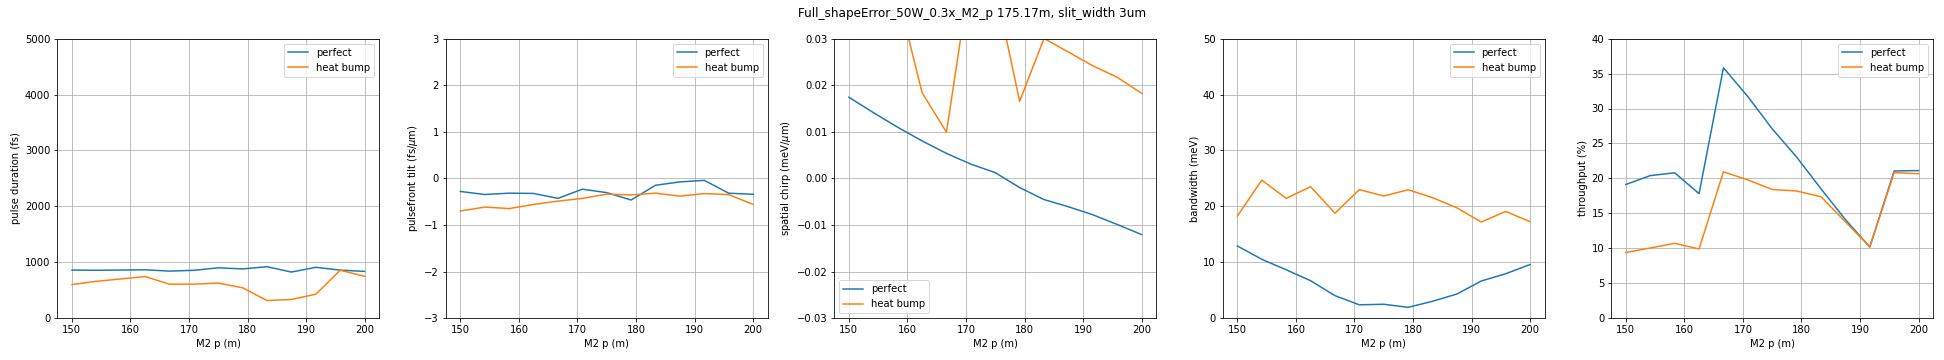 Full_shapeError_50W_0.3x_M2_p 175.17m, slit_width 3um
pulse duration (fs)
5000
4000
3000
2000
1000
0
perfect
heat bump
150 160 170 180 190 200
M2 p (m)
pulsefront tilt (fs/μm)
3
2
1
0
−1
−2
−3
perfect
heat bump
150 160 170 180 190 200
M2 p (m)
spatial chirp (meV/μm)
0.03
0.02
0.01
0.00
−0.01
−0.02
−0.03
perfect
heat bump
150 160 170 180 190 200
M2 p (m)
bandwidth (meV)
50
40
30
20
10
0
perfect
heat bump
150 160 170 180 190 200
M2 p (m)
throughput (%)
40
35
30
25
20
15
10
5
0
perfect
heat bump
150 160 170 180 190 200
M2 p (m)